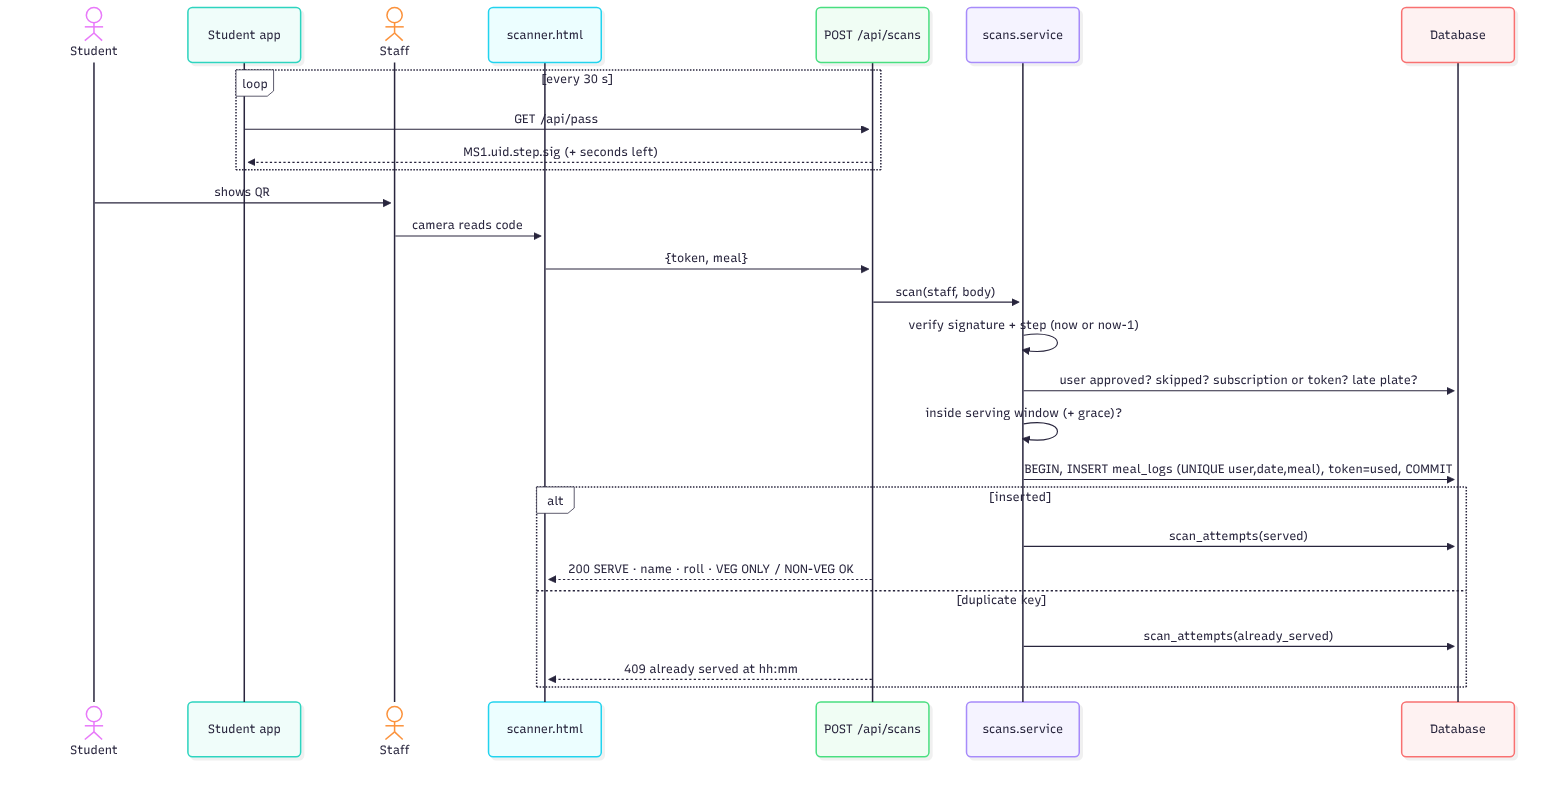 Student
Student app
Staff
scanner.html
POST /api/scans
scans.service
Database
loop
[every 30 s]
GET /api/pass
MS1.uid.step.sig (+ seconds left)
shows QR
camera reads code
{token, meal}
scan(staff, body)
verify signature + step (now or now-1)
user approved? skipped? subscription or token? late plate?
inside serving window (+ grace)?
BEGIN, INSERT meal_logs (UNIQUE user,date,meal), token=used, COMMIT
alt
[inserted]
scan_attempts(served)
200 SERVE · name · roll · VEG ONLY / NON-VEG OK
[duplicate key]
scan_attempts(already_served)
409 already served at hh:mm
Student
Student app
Staff
scanner.html
POST /api/scans
scans.service
Database